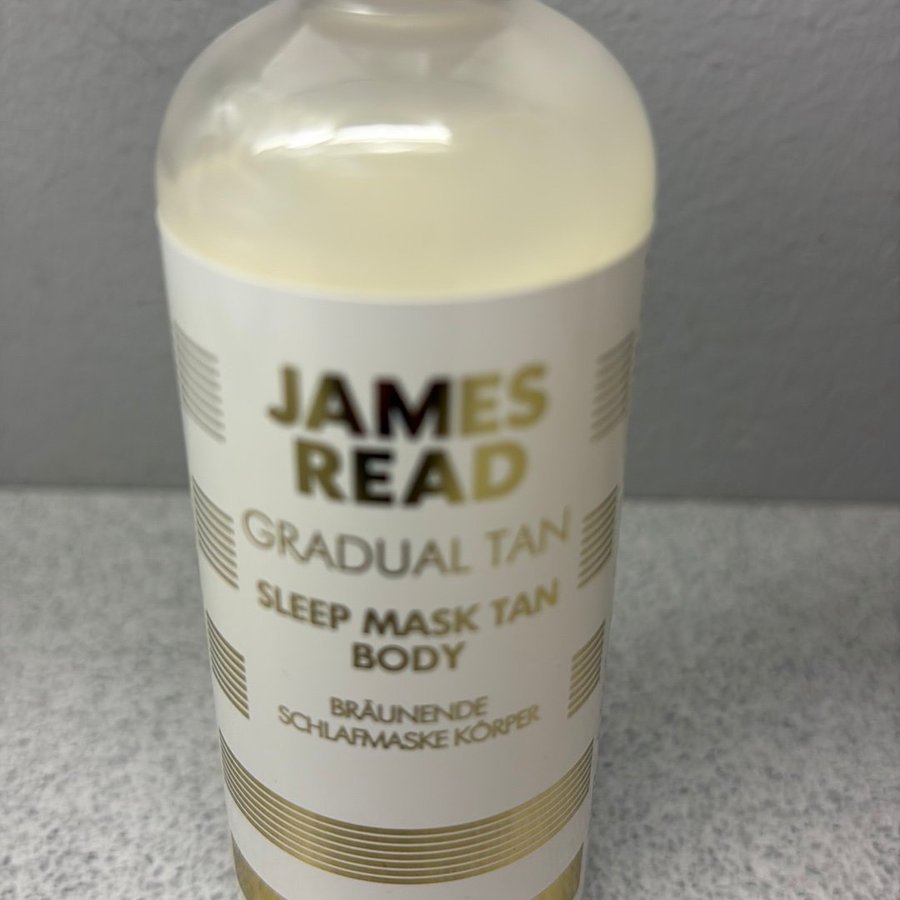 JAMES
READ
GRADUAL TAN
SLEEP MASK TAN
BODY
BRÄUNENDE
SCHLAFMASKE KÖRPER